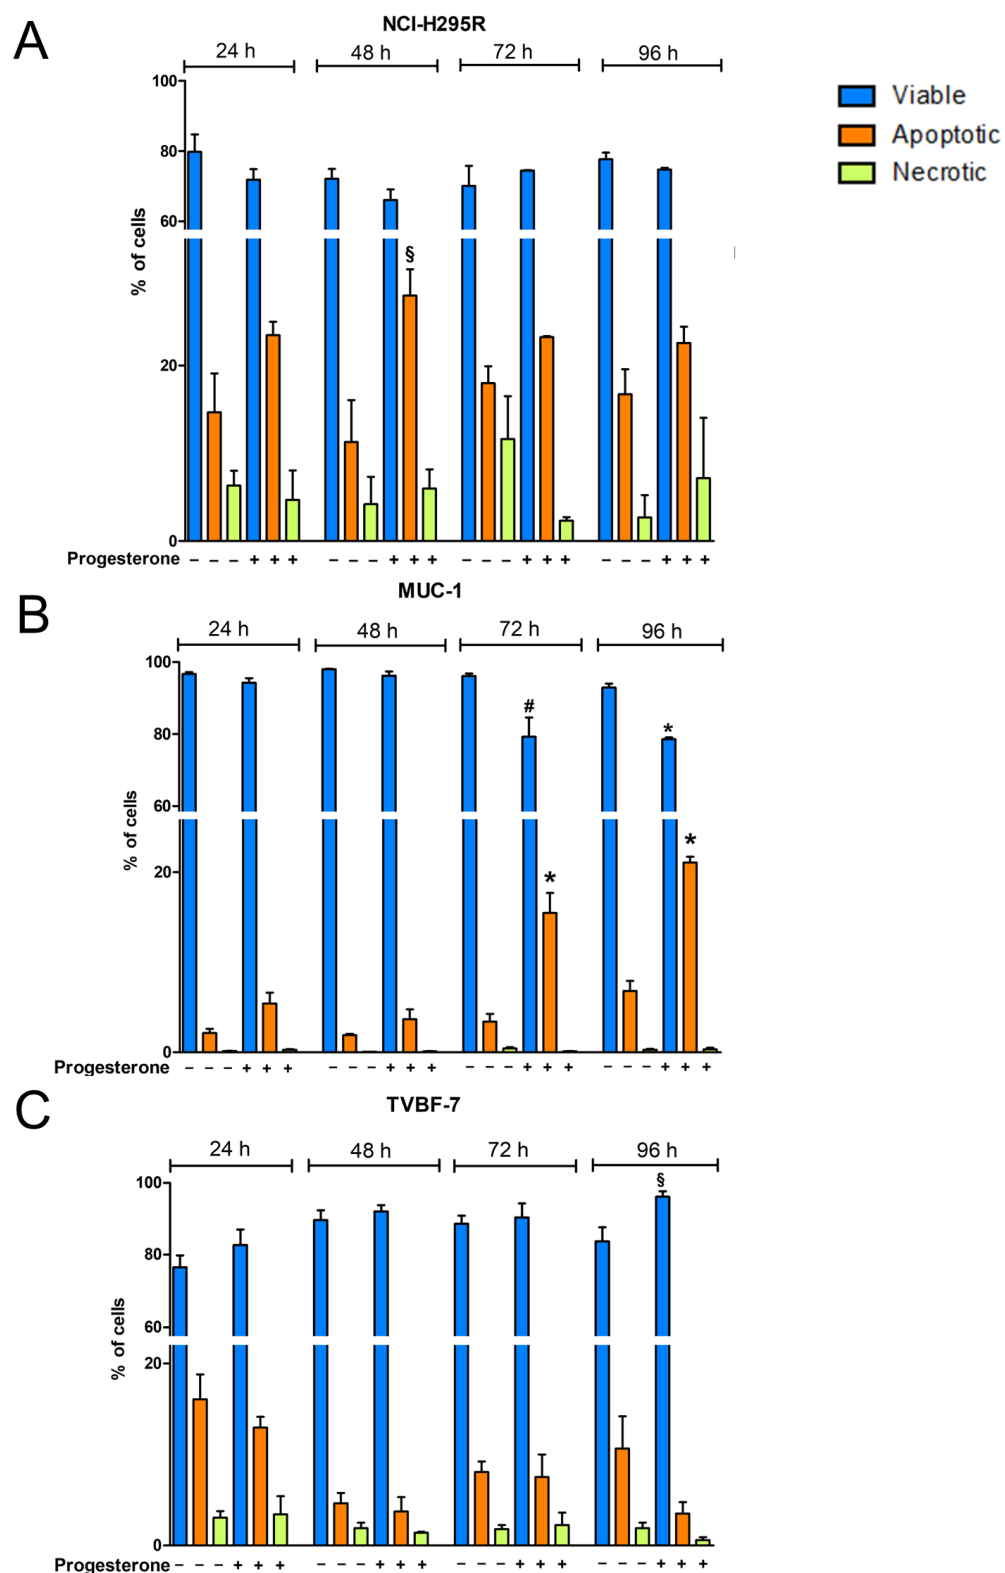 A
NCI-H295R
24 h 48 h 72 h 96 h
Viable
Apoptotic
Necrotic
100
80
60
20
0
% of cells
§
Progesterone − − − + + + − − − + + + − − − + + + − − − + + +
B
MUC-1
24 h 48 h 72 h 96 h
100
80
60
20
0
% of cells
# * * *
Progesterone − − − + + + − − − + + + − − − + + + − − − + + +
C
TVBF-7
24 h 48 h 72 h 96 h
§
100
80
60
20
0
% of cells
Progesterone − − − + + + − − − + + + − − − + + + − − − + + +